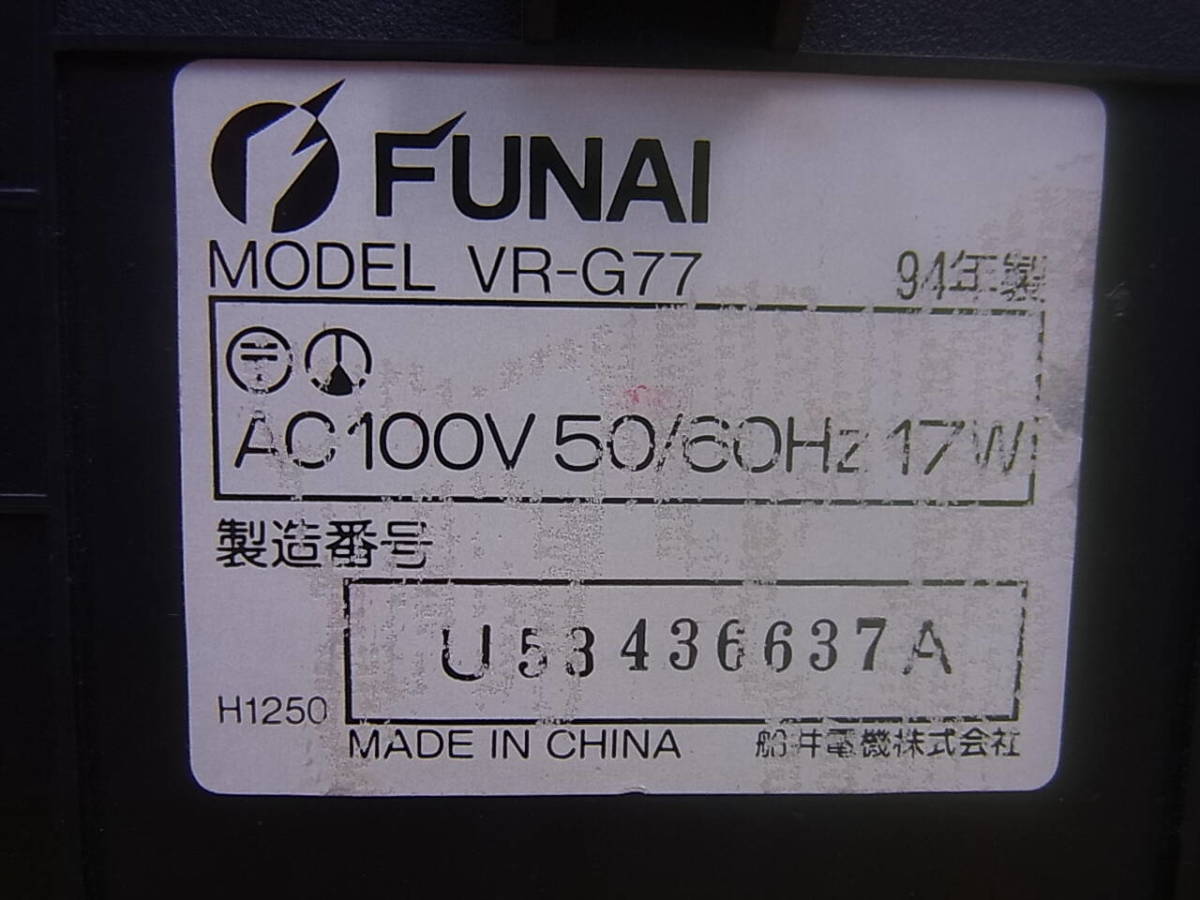 FUNAI
MODEL VR-G77 94年製
AC100V 50/60Hz 17W
製造番号
U53436637A
H1250
MADE IN CHINA 船井電機株式会社